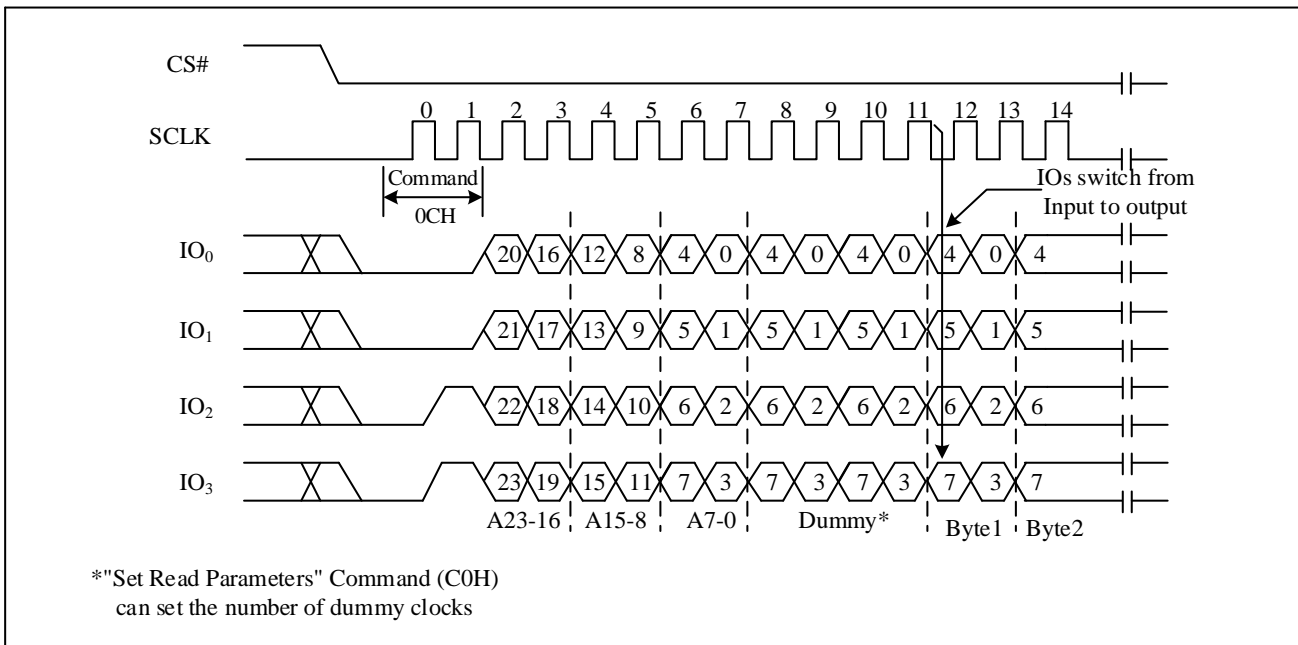 CS#
0 1 2 3 4 5 6 7 8 9 10 11 12 13 14
SCLK
Command
0CH
IOs switch from
Input to output
IO0 20 16 12 8 4 0 4 0 4 0 4 0 4
IO1 21 17 13 9 5 1 5 1 5 1 5 1 5
IO2 22 18 14 10 6 2 6 2 6 2 6 2 6
IO3 23 19 15 11 7 3 7 3 7 3 7 3 7
A23-16 A15-8 A7-0 Dummy* Byte1 Byte2
*"Set Read Parameters" Command (C0H)
can set the number of dummy clocks